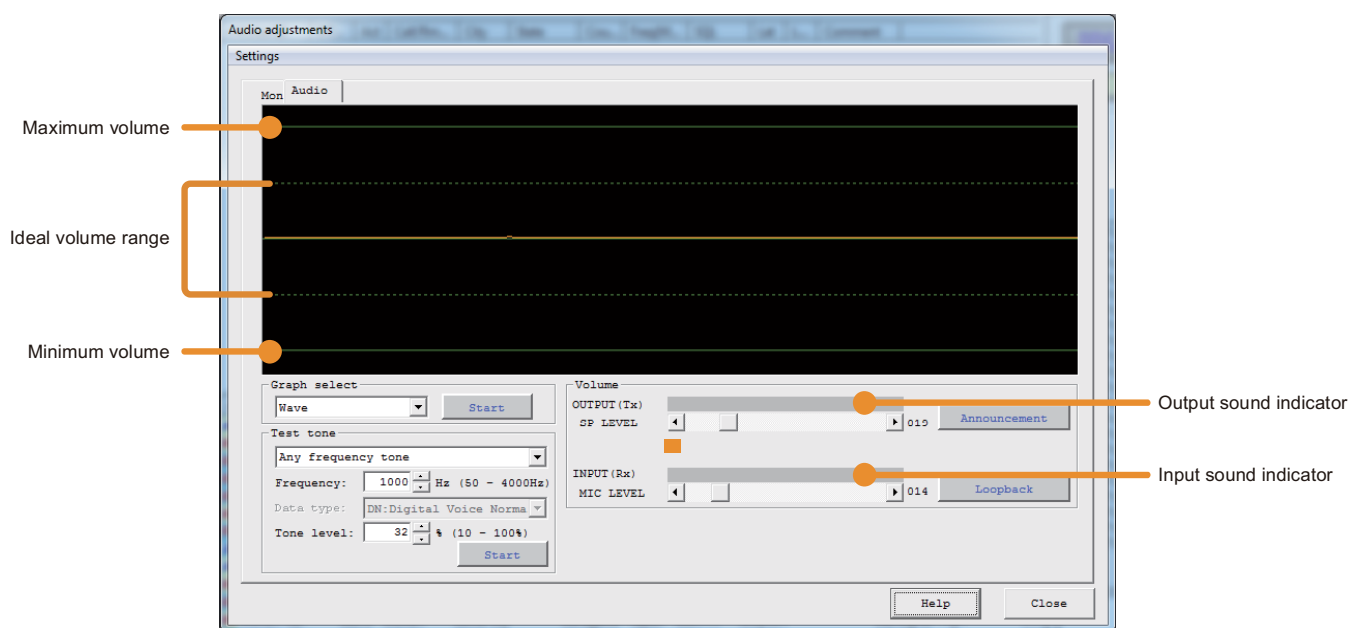 Audio adjustments
Settings
Mon Audio
Maximum volume
Ideal volume range
Minimum volume
Graph select
Wave Start
Test tone
Any frequency tone
Frequency: 1000 Hz (50 - 4000Hz)
Data type: DN:Digital Voice Norma
Tone level: 32 % (10 - 100%)
Start
Volume
OUTPUT(Tx)
SP LEVEL 019 Announcement
INPUT(Rx)
MIC LEVEL 014 Loopback
Output sound indicator
Input sound indicator
Help Close